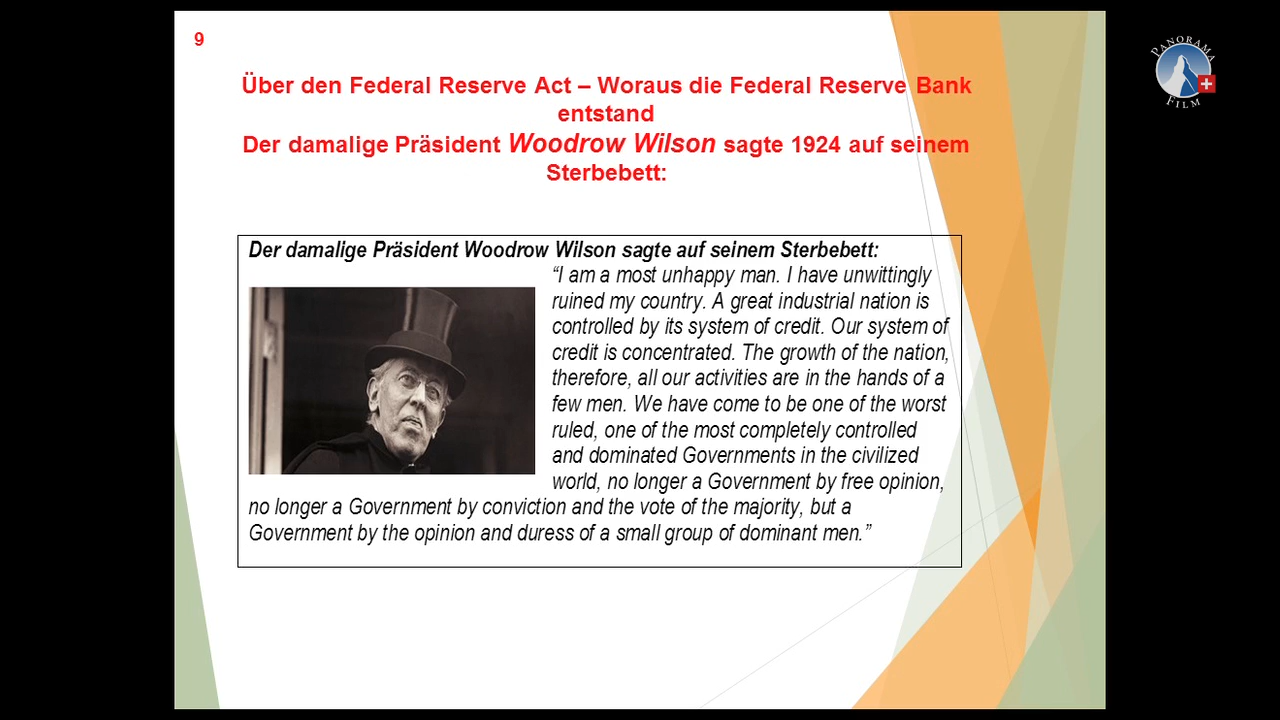 9
Über den Federal Reserve Act – Woraus die Federal Reserve Bank
entstand
Der damalige Präsident Woodrow Wilson sagte 1924 auf seinem
Sterbebett:
Der damalige Präsident Woodrow Wilson sagte auf seinem Sterbebett:
“I am a most unhappy man. I have unwittingly
ruined my country. A great industrial nation is
controlled by its system of credit. Our system of
credit is concentrated. The growth of the nation,
therefore, all our activities are in the hands of a
few men. We have come to be one of the worst
ruled, one of the most completely controlled
and dominated Governments in the civilized
world, no longer a Government by free opinion,
no longer a Government by conviction and the vote of the majority, but a
Government by the opinion and duress of a small group of dominant men.”
PANORAMA
FILM